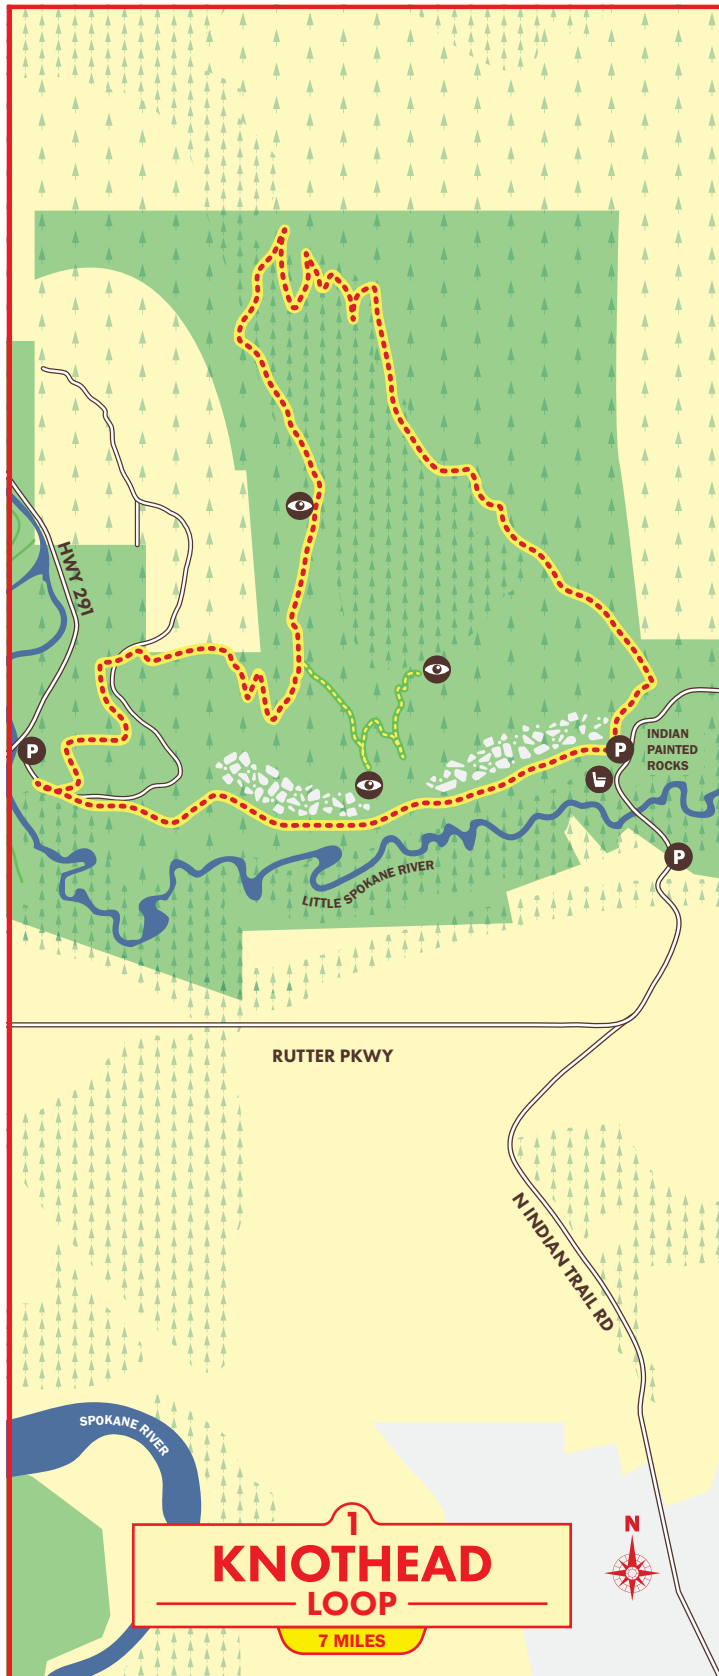 HWY 291
P
INDIAN
PAINTED
ROCKS
P
P
LITTLE SPOKANE RIVER
RUTTER PKWY
N INDIAN TRAIL RD
SPOKANE RIVER
1
KNOTHEAD
LOOP
7 MILES
N